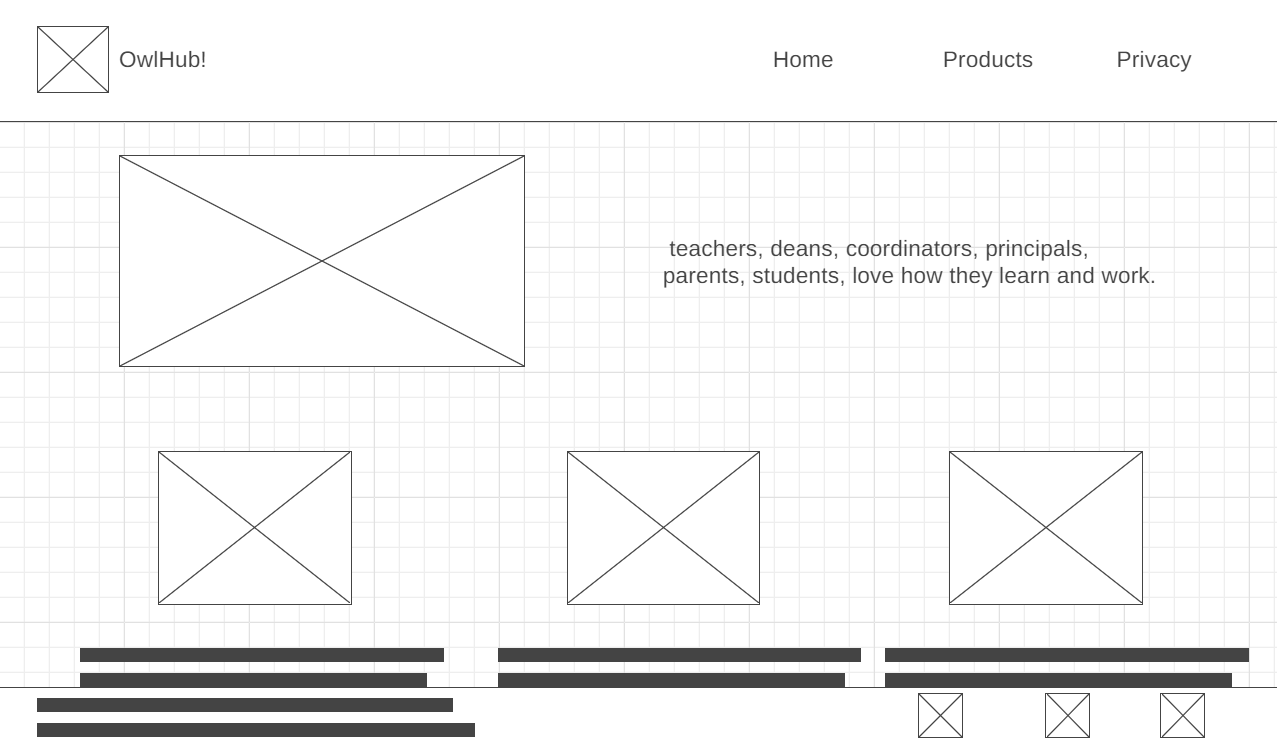 OwlHub!
Home
Products
Privacy
teachers, deans, coordinators, principals,
parents, students, love how they learn and work.